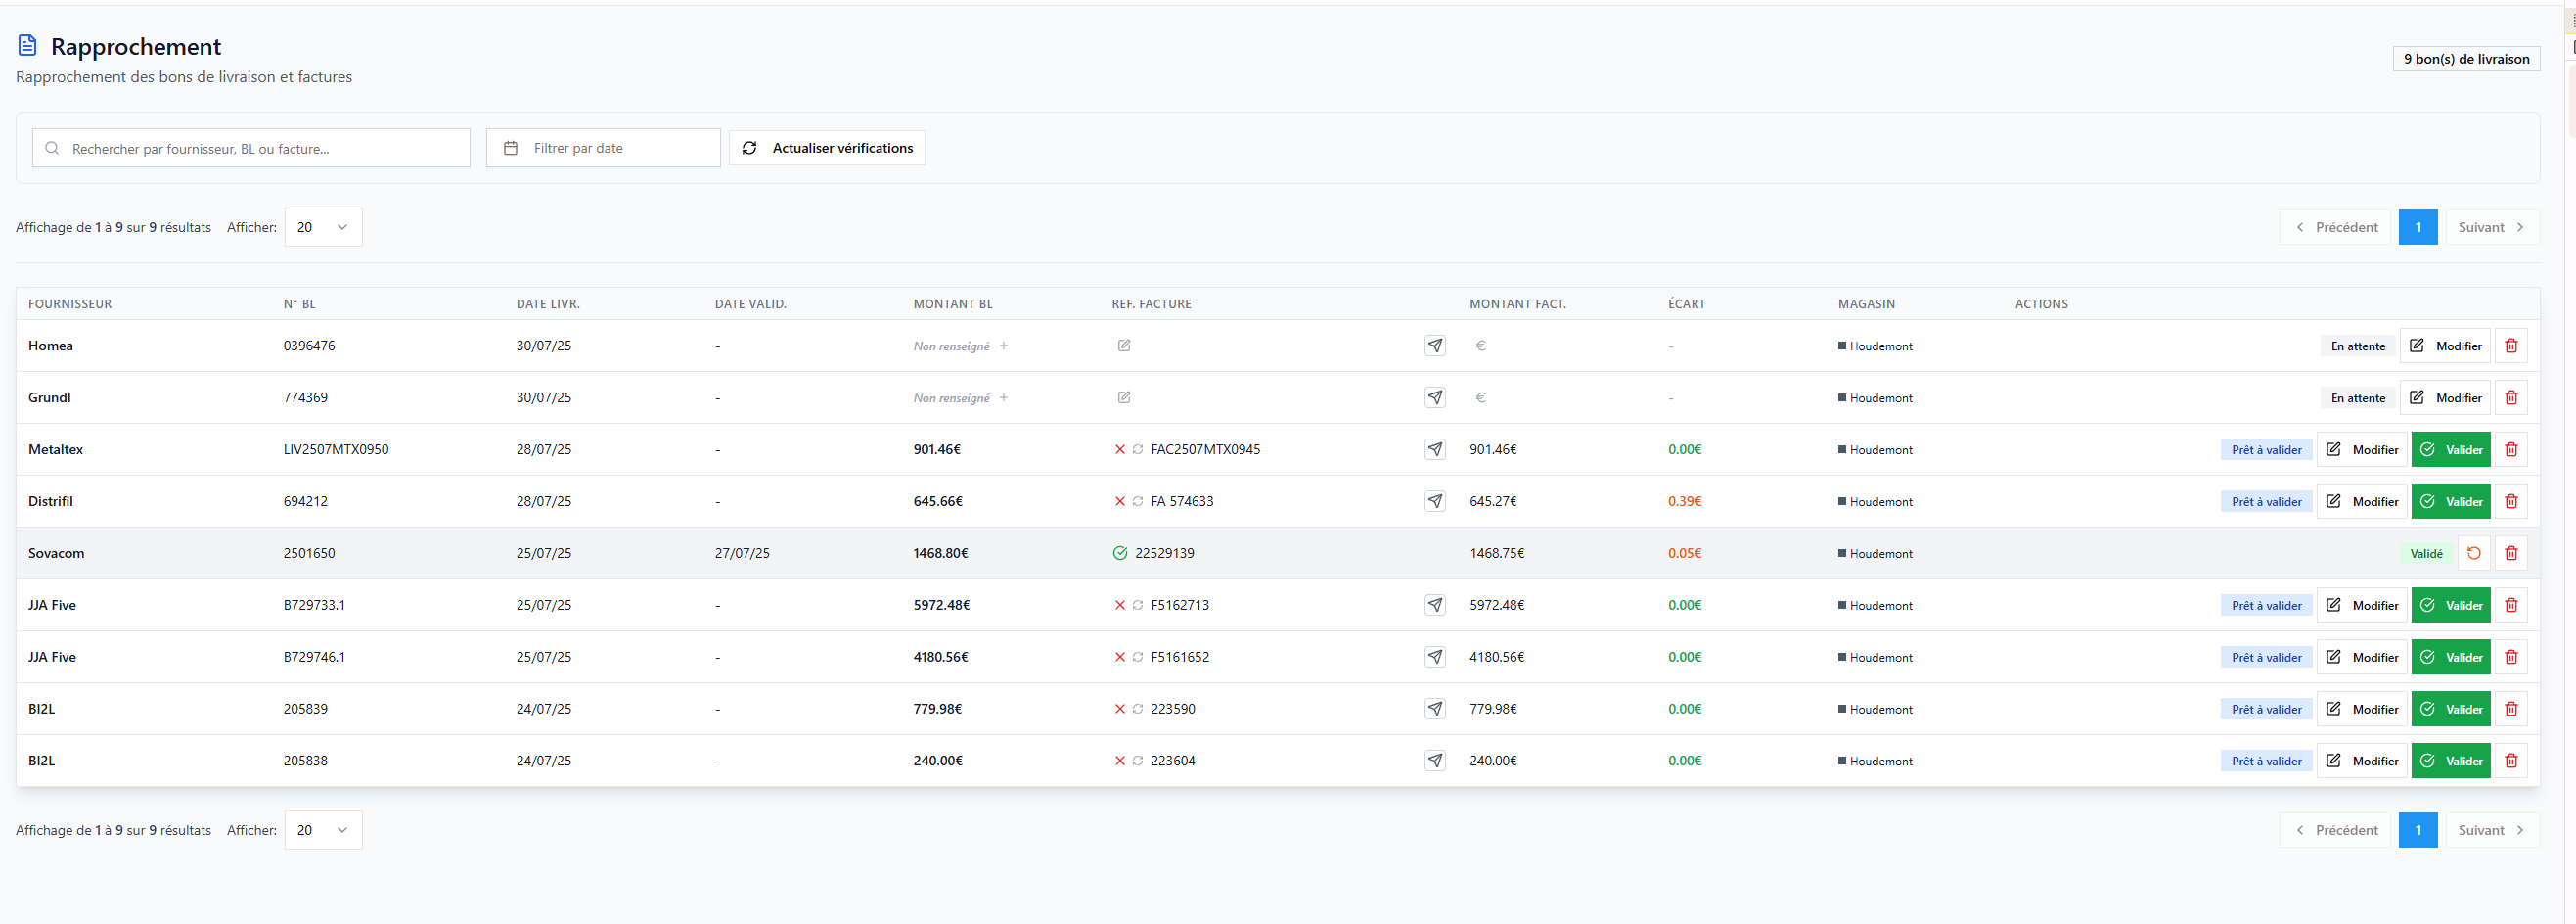 Rapprochement
Rapprochement des bons de livraison et factures
9 bon(s) de livraison
Rechercher par fournisseur, BL ou facture...
Filtrer par date
Actualiser vérifications
Affichage de 1 à 9 sur 9 résultats Afficher: 20
Précédent 1 Suivant
FOURNISSEUR N° BL DATE LIVR. DATE VALID. MONTANT BL REF. FACTURE MONTANT FACT. ÉCART MAGASIN ACTIONS
Homea 0396476 30/07/25 - Non renseigné + € - Houdemont En attente Modifier
Grundl 774369 30/07/25 - Non renseigné + € - Houdemont En attente Modifier
Metaltex LIV2507MTX0950 28/07/25 - 901.46€ FAC2507MTX0945 901.46€ 0.00€ Houdemont Prêt à valider Modifier Valider
Distrifil 694212 28/07/25 - 645.66€ FA 574633 645.27€ 0.39€ Houdemont Prêt à valider Modifier Valider
Sovacom 2501650 25/07/25 27/07/25 1468.80€ 22529139 1468.75€ 0.05€ Houdemont Validé
JJA Five B729733.1 25/07/25 - 5972.48€ F5162713 5972.48€ 0.00€ Houdemont Prêt à valider Modifier Valider
JJA Five B729746.1 25/07/25 - 4180.56€ F5161652 4180.56€ 0.00€ Houdemont Prêt à valider Modifier Valider
BI2L 205839 24/07/25 - 779.98€ 223590 779.98€ 0.00€ Houdemont Prêt à valider Modifier Valider
BI2L 205838 24/07/25 - 240.00€ 223604 240.00€ 0.00€ Houdemont Prêt à valider Modifier Valider
Affichage de 1 à 9 sur 9 résultats Afficher: 20
Précédent 1 Suivant